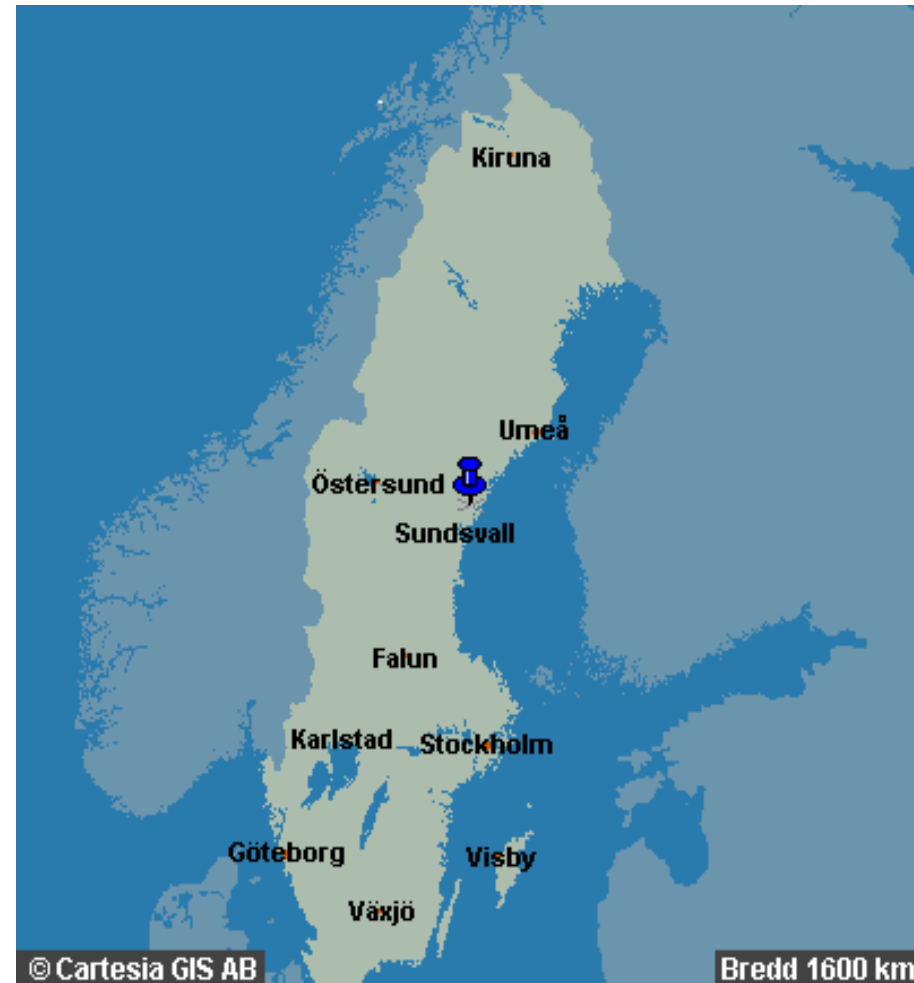 Kiruna
Umeå
Östersund
Sundsvall
Falun
Karlstad
Stockholm
Göteborg
Visby
Växjö
© Cartesia GIS AB
Bredd 1600 km